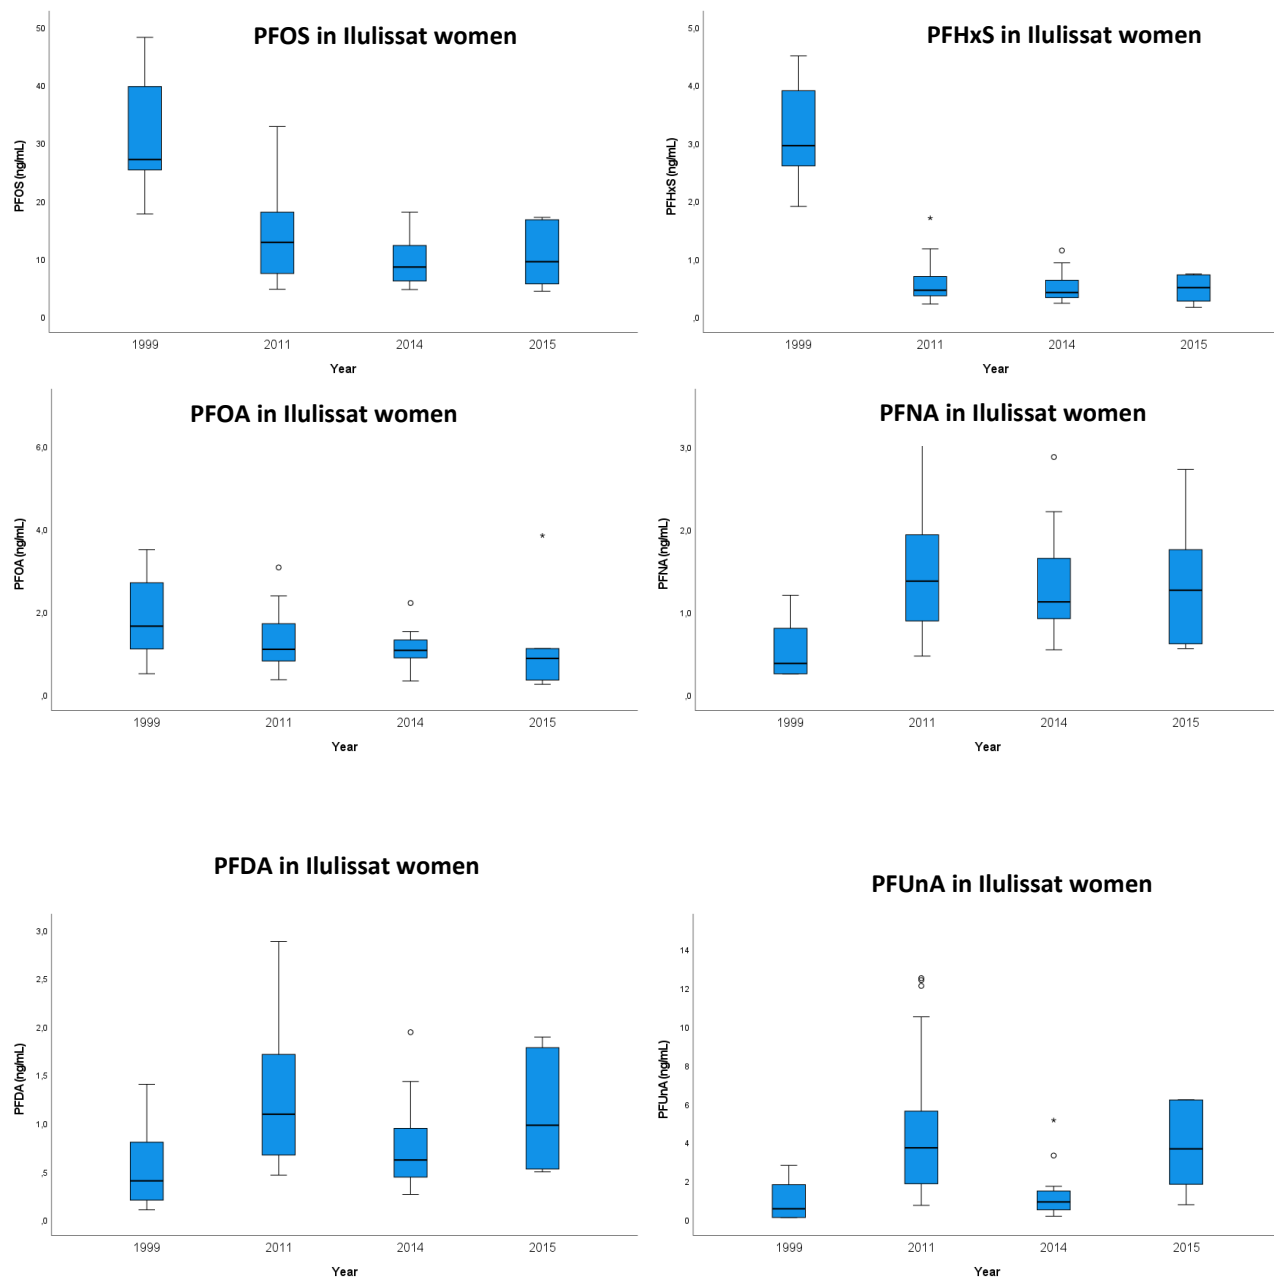 PFOS in Ilulissat women
PFOS (ng/mL)
50
40
30
20
10
0
1999 2011 2014 2015
Year
PFHxS in Ilulissat women
PFHxS (ng/mL)
5,0
4,0
3,0
2,0
1,0
,0
1999 2011 2014 2015
Year
PFOA in Ilulissat women
PFOA (ng/mL)
6,0
4,0
2,0
,0
1999 2011 2014 2015
Year
PFNA in Ilulissat women
PFNA (ng/mL)
3,0
2,0
1,0
,0
1999 2011 2014 2015
Year
PFDA in Ilulissat women
PFDA (ng/mL)
3,0
2,5
2,0
1,5
1,0
,5
,0
1999 2011 2014 2015
Year
PFUnA in Ilulissat women
PFUnA (ng/mL)
14
12
10
8
6
4
2
0
1999 2011 2014 2015
Year